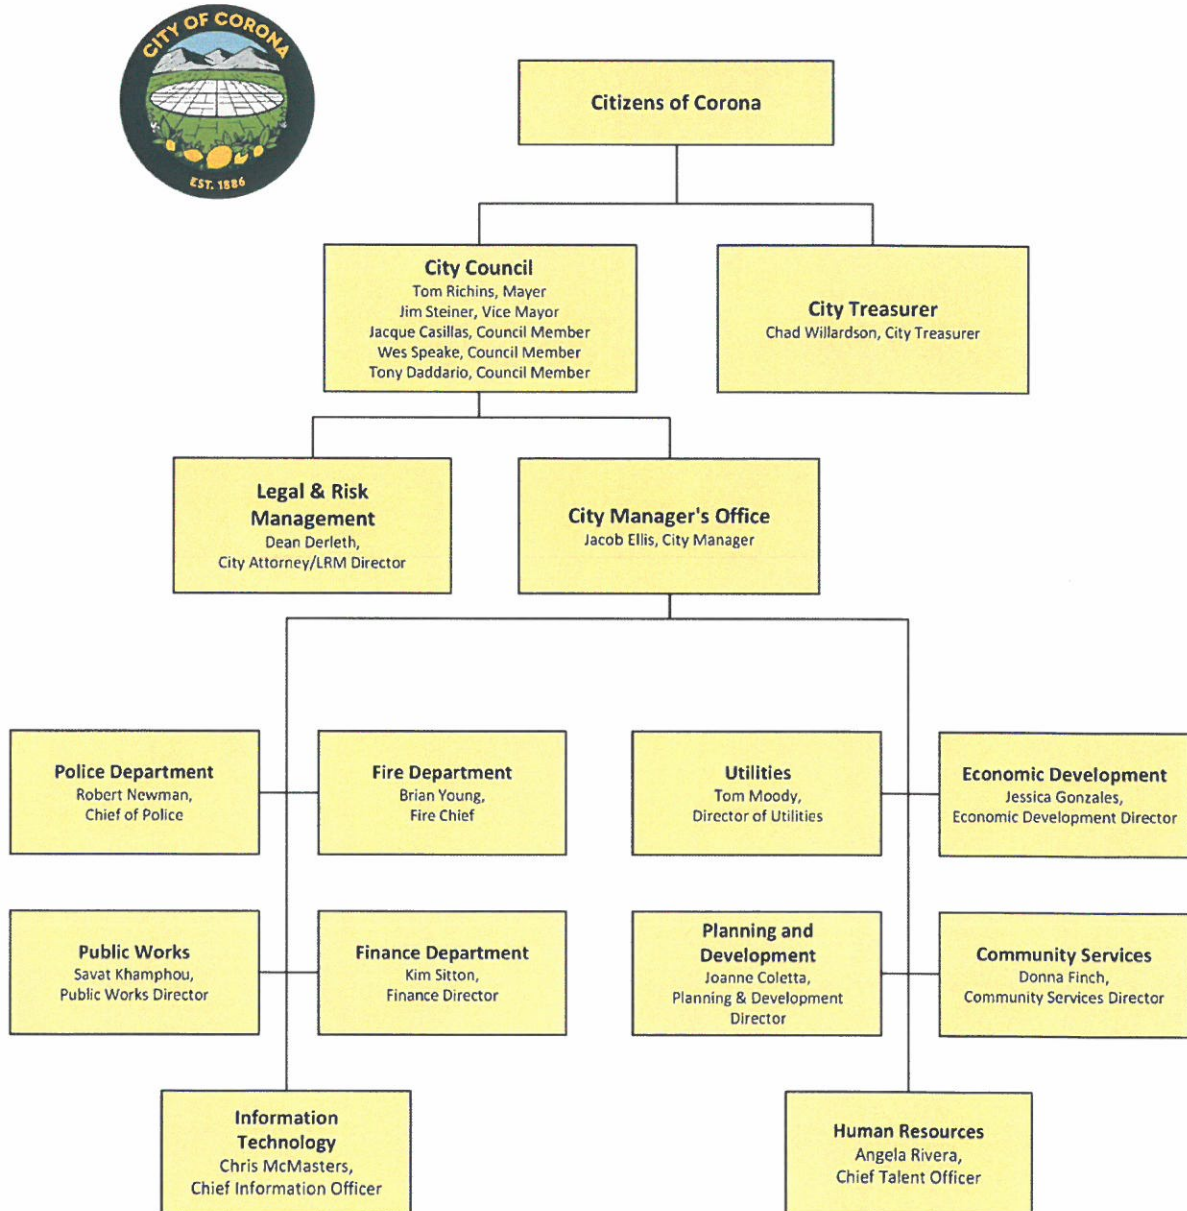 CITY OF CORONA
EST. 1886
Citizens of Corona
City Council
Tom Richins, Mayer
Jim Steiner, Vice Mayor
Jacque Casillas, Council Member
Wes Speake, Council Member
Tony Daddario, Council Member
City Treasurer
Chad Willardson, City Treasurer
Legal & Risk
Management
Dean Derleth,
City Attorney/LRM Director
City Manager's Office
Jacob Ellis, City Manager
Police Department
Robert Newman,
Chief of Police
Fire Department
Brian Young,
Fire Chief
Utilities
Tom Moody,
Director of Utilities
Economic Development
Jessica Gonzales,
Economic Development Director
Public Works
Savat Khamphou,
Public Works Director
Finance Department
Kim Sitton,
Finance Director
Planning and
Development
Joanne Coletta,
Planning & Development
Director
Community Services
Donna Finch,
Community Services Director
Information
Technology
Chris McMasters,
Chief Information Officer
Human Resources
Angela Rivera,
Chief Talent Officer